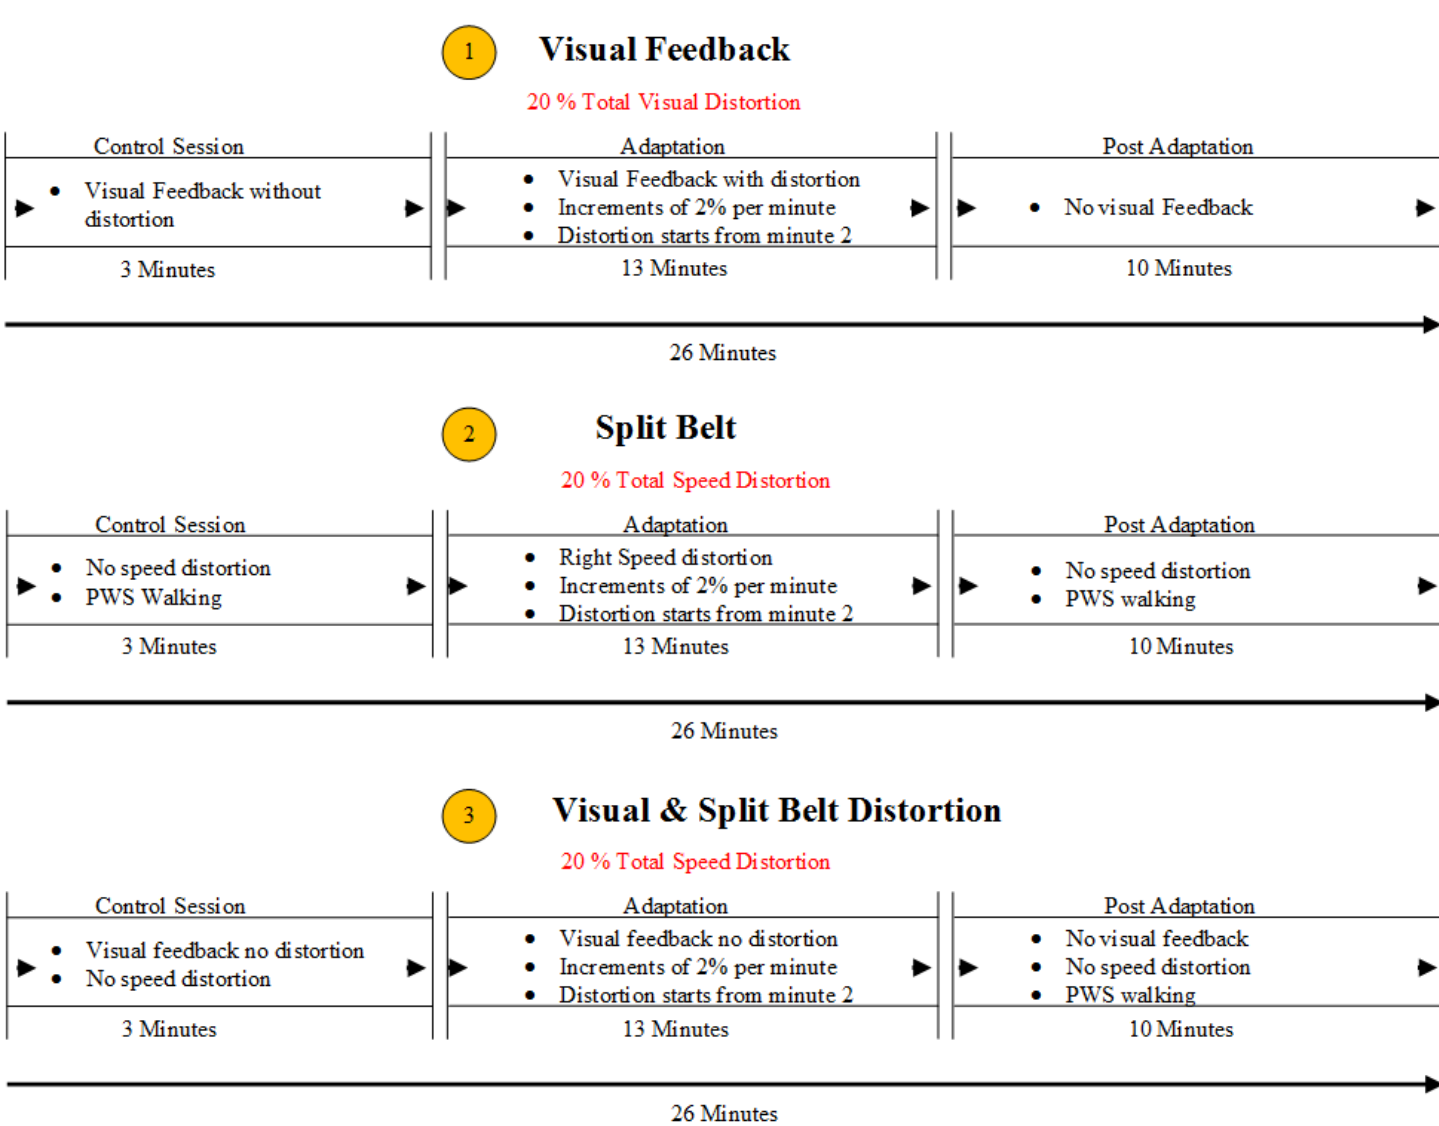 1 Visual Feedback
20 % Total Visual Distortion
Control Session
• Visual Feedback without
distortion
3 Minutes
Adaptation
• Visual Feedback with distortion
• Increments of 2% per minute
• Distortion starts from minute 2
13 Minutes
Post Adaptation
• No visual Feedback
10 Minutes
26 Minutes
2 Split Belt
20 % Total Speed Distortion
Control Session
• No speed distortion
• PWS Walking
3 Minutes
Adaptation
• Right Speed distortion
• Increments of 2% per minute
• Distortion starts from minute 2
13 Minutes
Post Adaptation
• No speed distortion
• PWS walking
10 Minutes
26 Minutes
3 Visual & Split Belt Distortion
20 % Total Speed Distortion
Control Session
• Visual feedback no distortion
• No speed distortion
3 Minutes
Adaptation
• Visual feedback no distortion
• Increments of 2% per minute
• Distortion starts from minute 2
13 Minutes
Post Adaptation
• No visual feedback
• No speed distortion
• PWS walking
10 Minutes
26 Minutes